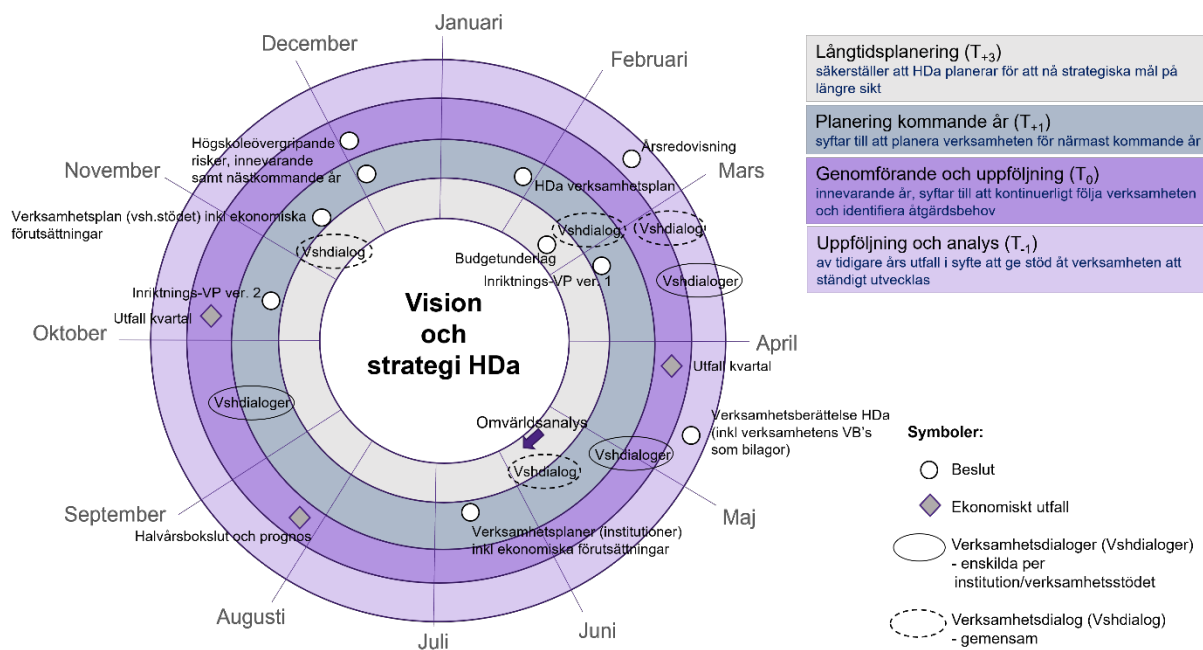 Januari
Februari
Mars
April
Maj
Juni
Juli
Augusti
September
Oktober
November
December
Högskoleövergripande
risker, innevarande
samt nästkommande år
Verksamhetsplan (vsh.stödet) inkl ekonomiska
förutsättningar
Vshdialog
Inriktnings-VP ver. 2
Utfall kvartal
Vshdialoger
Halvårsbokslut och prognos
Årsredovisning
HDa verksamhetsplan
Vshdialog
Vshdialog
Budgetunderlag
Inriktnings-VP ver. 1
Vshdialoger
Vision
och
strategi HDa
Utfall kvartal
Omvärldsanalys
Vshdialog
Vshdialoger
Verksamhetsberättelse HDa
(inkl verksamhetens VB's
som bilagor)
Verksamhetsplaner (institutioner)
inkl ekonomiska förutsättningar
Långtidsplanering (T+3)
säkerställer att HDa planerar för att nå strategiska mål på
längre sikt
Planering kommande år (T+1)
syftar till att planera verksamheten för närmast kommande år
Genomförande och uppföljning (T0)
innevarande år, syftar till att kontinuerligt följa verksamheten
och identifiera åtgärdsbehov
Uppföljning och analys (T-1)
av tidigare års utfall i syfte att ge stöd åt verksamheten att
ständigt utvecklas
Symboler:
Beslut
Ekonomiskt utfall
Verksamhetsdialoger (Vshdialoger)
- enskilda per
institution/verksamhetsstödet
Verksamhetsdialog (Vshdialog)
- gemensam